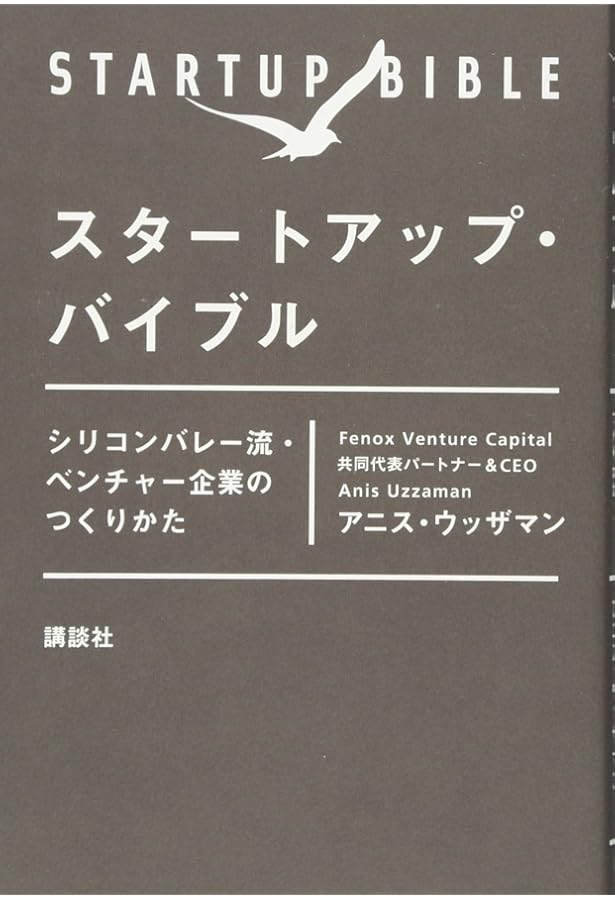 STARTUP BIBLE
スタートアップ・
バイブル
シリコンバレー流・
ベンチャー企業の
つくりかた
Fenox Venture Capital
共同代表パートナー&CEO
Anis Uzzaman
アニス・ウッザマン
講談社